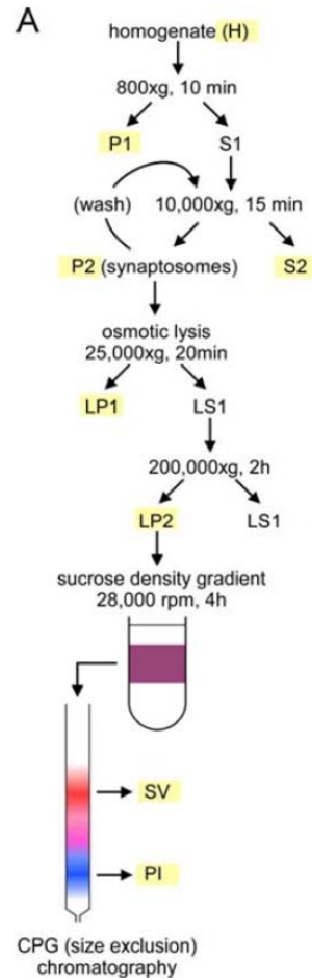 A
homogenate (H)
800xg, 10 min
P1 S1
(wash) 10,000xg, 15 min
P2 (synaptosomes) S2
osmotic lysis
25,000xg, 20min
LP1 LS1
200,000xg, 2h
LP2 LS1
sucrose density gradient
28,000 rpm, 4h
SV
PI
CPG (size exclusion)
chromatography